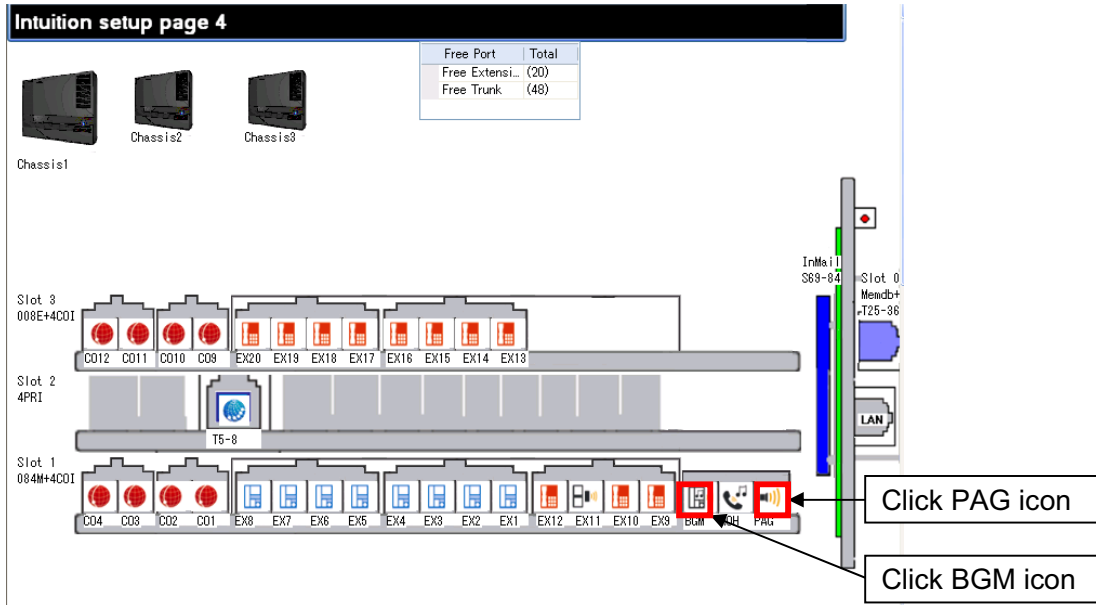 Intuition setup page 4
Free Port Total
Free Extensi... (20)
Free Trunk (48)
Chassis1
Chassis2
Chassis3
InMail
S69-84
Slot 0
Memdb+
T25-36
Slot 3
008E+4COI
CO12 CO11 CO10 CO9 EX20 EX19 EX18 EX17 EX16 EX15 EX14 EX13
Slot 2
4PRI
T5-8
LAN
Slot 1
084M+4COI
CO4 CO3 CO2 CO1 EX8 EX7 EX6 EX5 EX4 EX3 EX2 EX1 EX12 EX11 EX10 EX9 BGM PAG
Click PAG icon
Click BGM icon